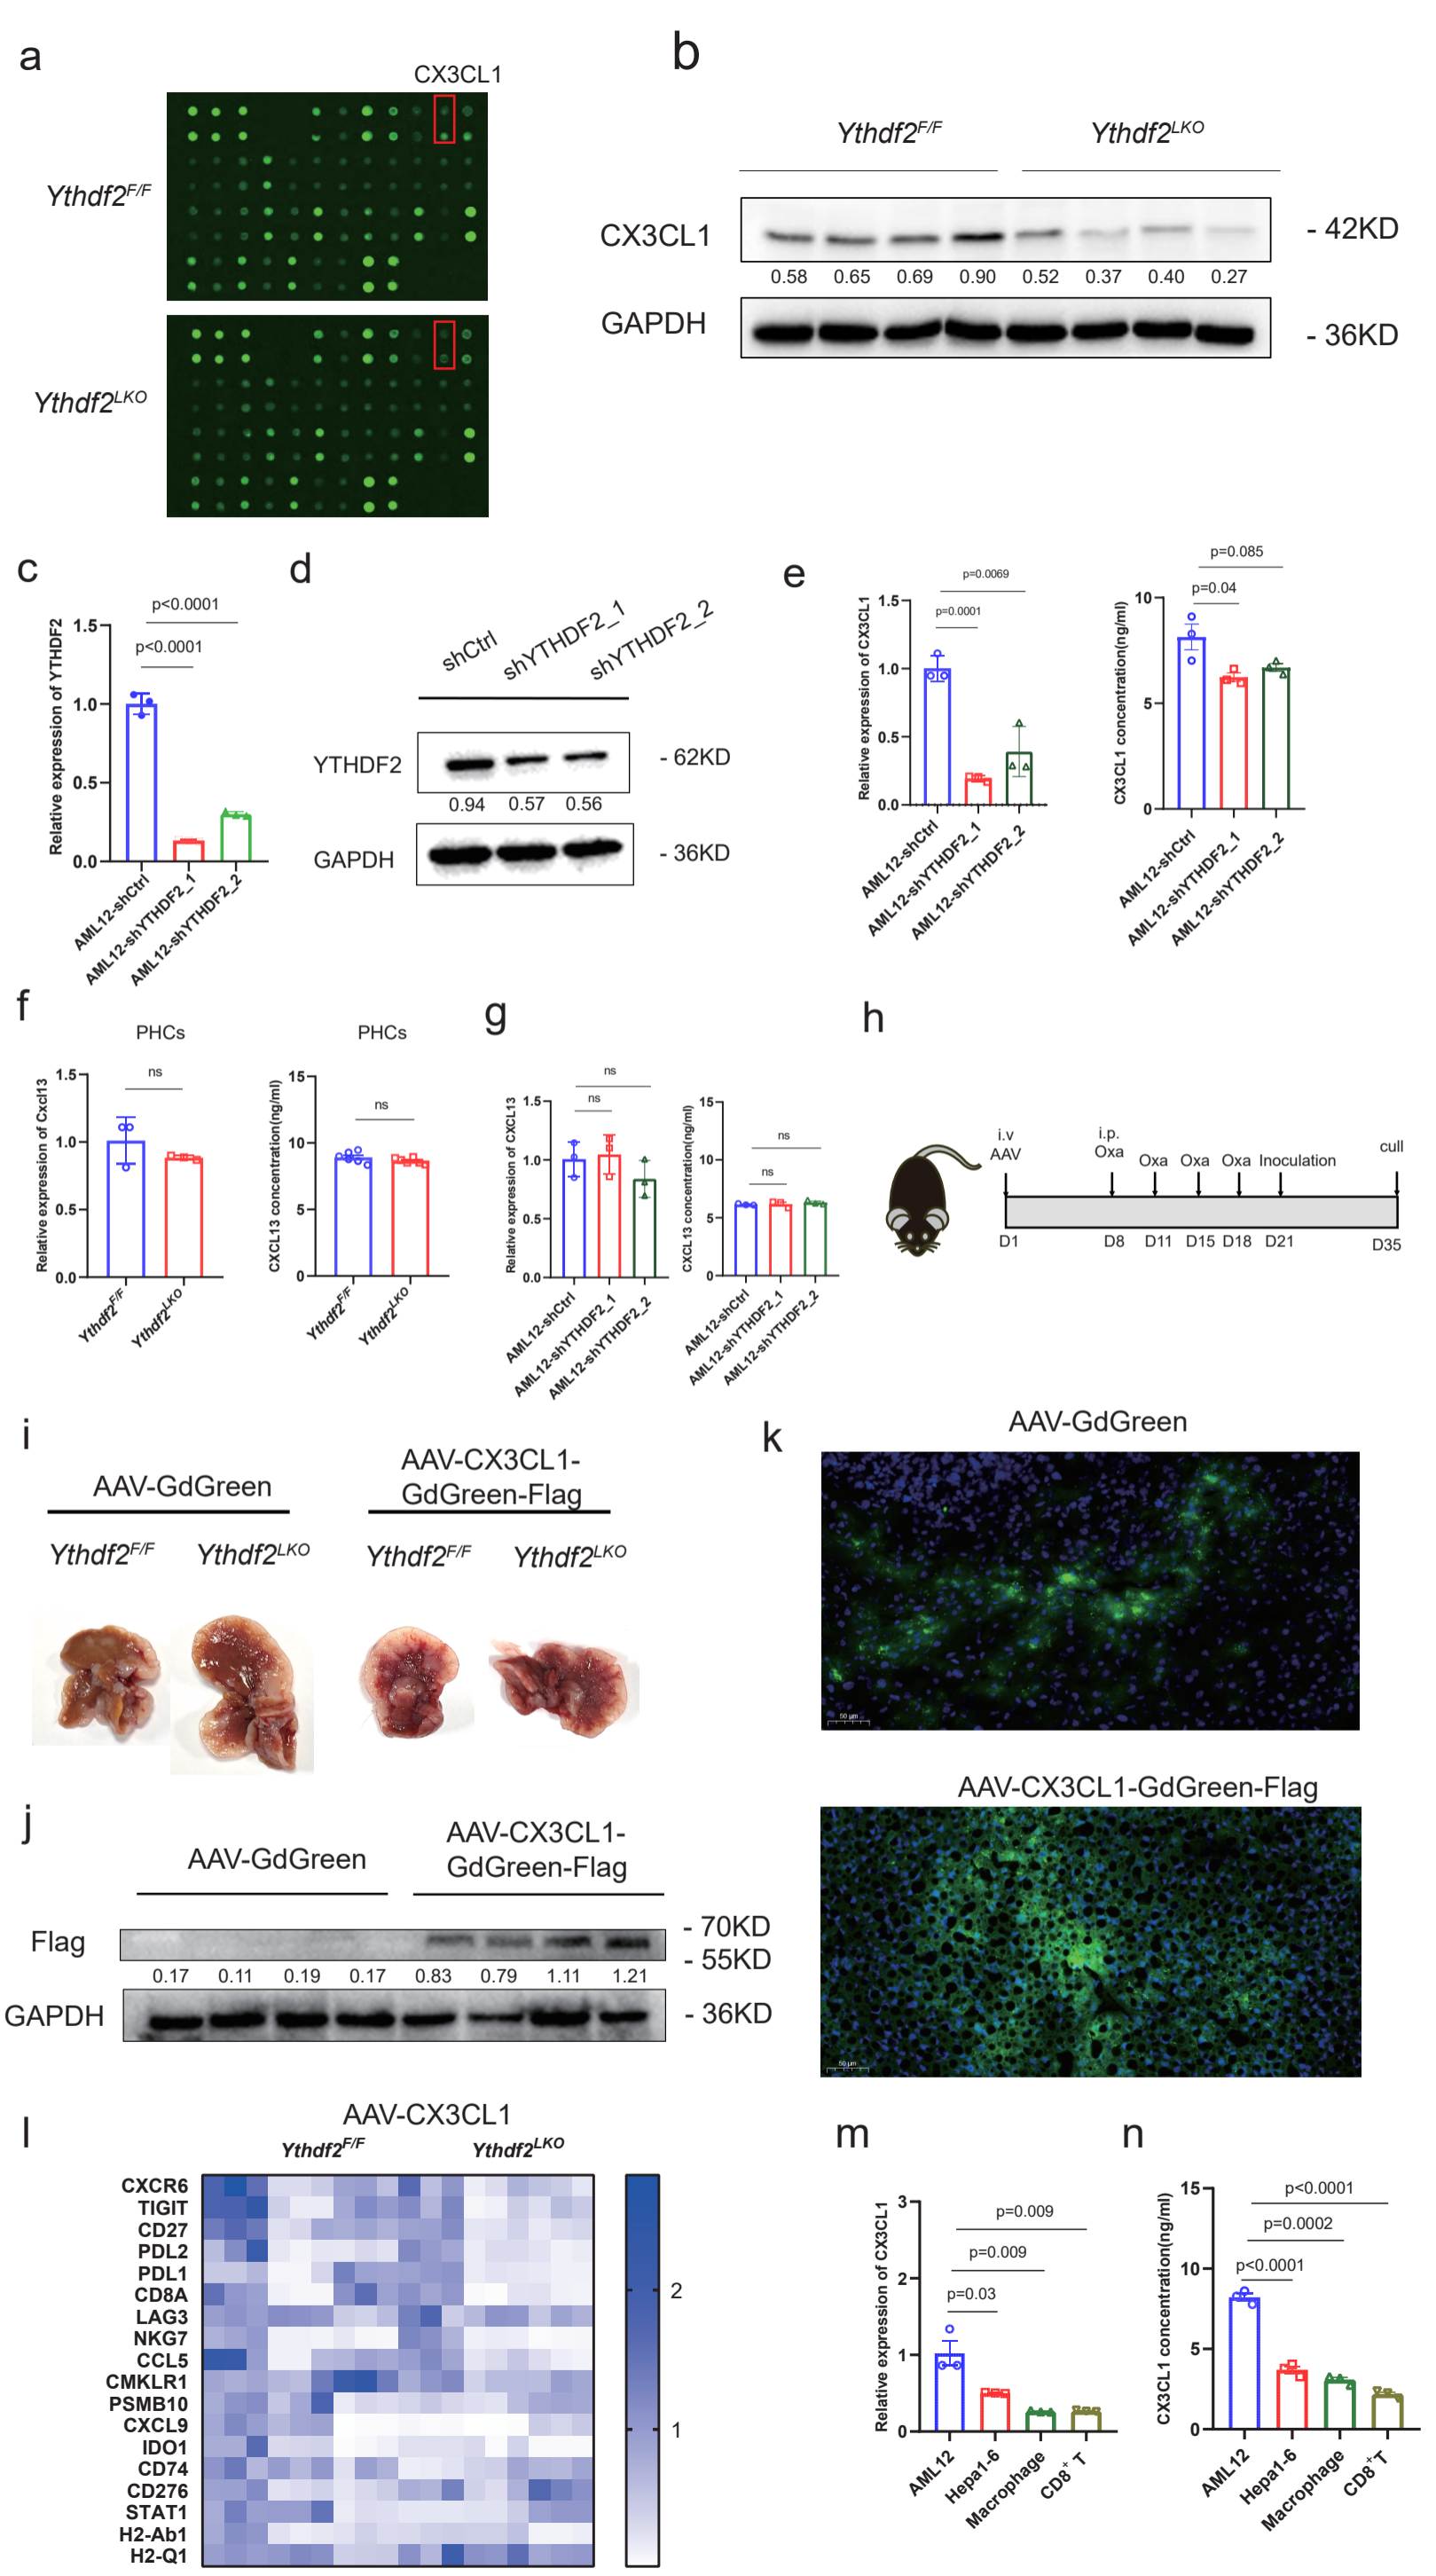 a
CX3CL1
Ythdf2F/F
Ythdf2LKO
b
Ythdf2F/F Ythdf2LKO
CX3CL1
- 42KD
0.58 0.65 0.69 0.90 0.52 0.37 0.40 0.27
GAPDH
- 36KD
c
p<0.0001
p<0.0001
Relative expression of YTHDF2
1.5
1.0
0.5
0.0
AML12-shCtrl
AML12-shYTHDF2_1
AML12-shYTHDF2_2
d
shCtrl
shYTHDF2_1
shYTHDF2_2
YTHDF2
- 62KD
0.94 0.57 0.56
GAPDH
- 36KD
e
p=0.0069
p=0.0001
Relative expression of CX3CL1
1.5
1.0
0.5
0.0
AML12-shCtrl
AML12-shYTHDF2_1
AML12-shYTHDF2_2
p=0.085
p=0.04
CX3CL1 concentration(ng/ml)
10
5
0
AML12-shCtrl
AML12-shYTHDF2_1
AML12-shYTHDF2_2
f
PHCs
ns
Relative expression of Cxcl13
1.5
1.0
0.5
0.0
Ythdf2F/F
Ythdf2LKO
PHCs
ns
CXCL13 concentration(ng/ml)
15
10
5
0
Ythdf2F/F
Ythdf2LKO
g
ns
ns
Relative expression of CXCL13
1.5
1.0
0.5
0.0
AML12-shCtrl
AML12-shYTHDF2_1
AML12-shYTHDF2_2
ns
ns
CXCL13 concentration(ng/ml)
15
10
5
0
AML12-shCtrl
AML12-shYTHDF2_1
AML12-shYTHDF2_2
h
i.v
AAV
i.p.
Oxa
Oxa Oxa Oxa Inoculation
cull
D1 D8 D11 D15 D18 D21 D35
i
AAV-GdGreen
AAV-CX3CL1-
GdGreen-Flag
Ythdf2F/F Ythdf2LKO Ythdf2F/F Ythdf2LKO
j
AAV-GdGreen
AAV-CX3CL1-
GdGreen-Flag
Flag
- 70KD
- 55KD
0.17 0.11 0.19 0.17 0.83 0.79 1.11 1.21
GAPDH
- 36KD
k
AAV-GdGreen
50 μm
AAV-CX3CL1-GdGreen-Flag
50 μm
l
AAV-CX3CL1
Ythdf2F/F Ythdf2LKO
CXCR6
TIGIT
CD27
PDL2
PDL1
CD8A
LAG3
NKG7
CCL5
CMKLR1
PSMB10
CXCL9
IDO1
CD74
CD276
STAT1
H2-Ab1
H2-Q1
2
1
m
p=0.009
p=0.009
p=0.03
Relative expression of CX3CL1
3
2
1
0
AML12
Hepa1-6
Macrophage
CD8+ T
n
p<0.0001
p=0.0002
p<0.0001
CX3CL1 concentration(ng/ml)
15
10
5
0
AML12
Hepa1-6
Macrophage
CD8+ T